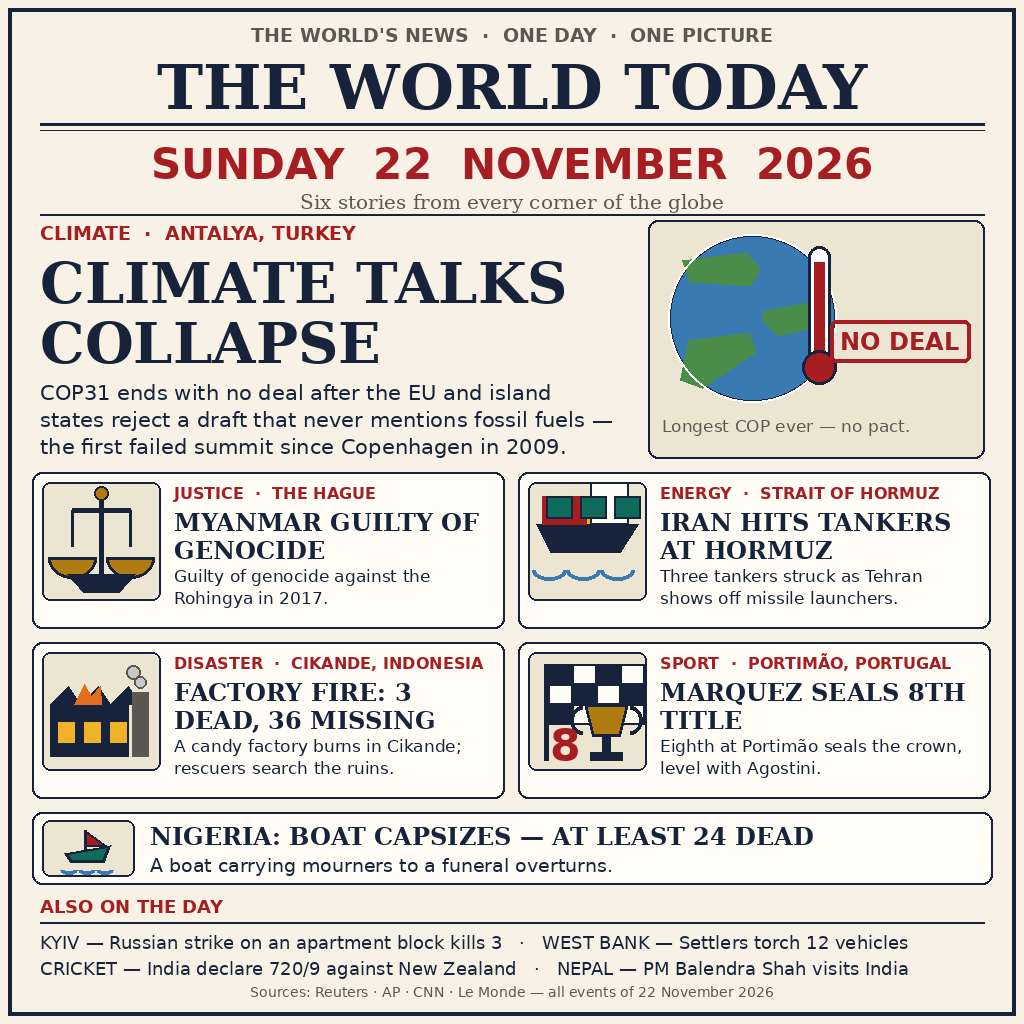 THE WORLD'S NEWS · ONE DAY · ONE PICTURE
THE WORLD TODAY
SUNDAY 22 NOVEMBER 2026
Six stories from every corner of the globe
CLIMATE · ANTALYA, TURKEY
CLIMATE TALKS
COLLAPSE
COP31 ends with no deal after the EU and island
states reject a draft that never mentions fossil fuels —
the first failed summit since Copenhagen in 2009.
NO DEAL
Longest COP ever — no pact.
JUSTICE · THE HAGUE
MYANMAR GUILTY OF
GENOCIDE
Guilty of genocide against the
Rohingya in 2017.
ENERGY · STRAIT OF HORMUZ
IRAN HITS TANKERS
AT HORMUZ
Three tankers struck as Tehran
shows off missile launchers.
DISASTER · CIKANDE, INDONESIA
FACTORY FIRE: 3
DEAD, 36 MISSING
A candy factory burns in Cikande;
rescuers search the ruins.
8
SPORT · PORTIMÃO, PORTUGAL
MARQUEZ SEALS 8TH
TITLE
Eighth at Portimão seals the crown,
level with Agostini.
NIGERIA: BOAT CAPSIZES — AT LEAST 24 DEAD
A boat carrying mourners to a funeral overturns.
ALSO ON THE DAY
KYIV — Russian strike on an apartment block kills 3 · WEST BANK — Settlers torch 12 vehicles
CRICKET — India declare 720/9 against New Zealand · NEPAL — PM Balendra Shah visits India
Sources: Reuters · AP · CNN · Le Monde — all events of 22 November 2026